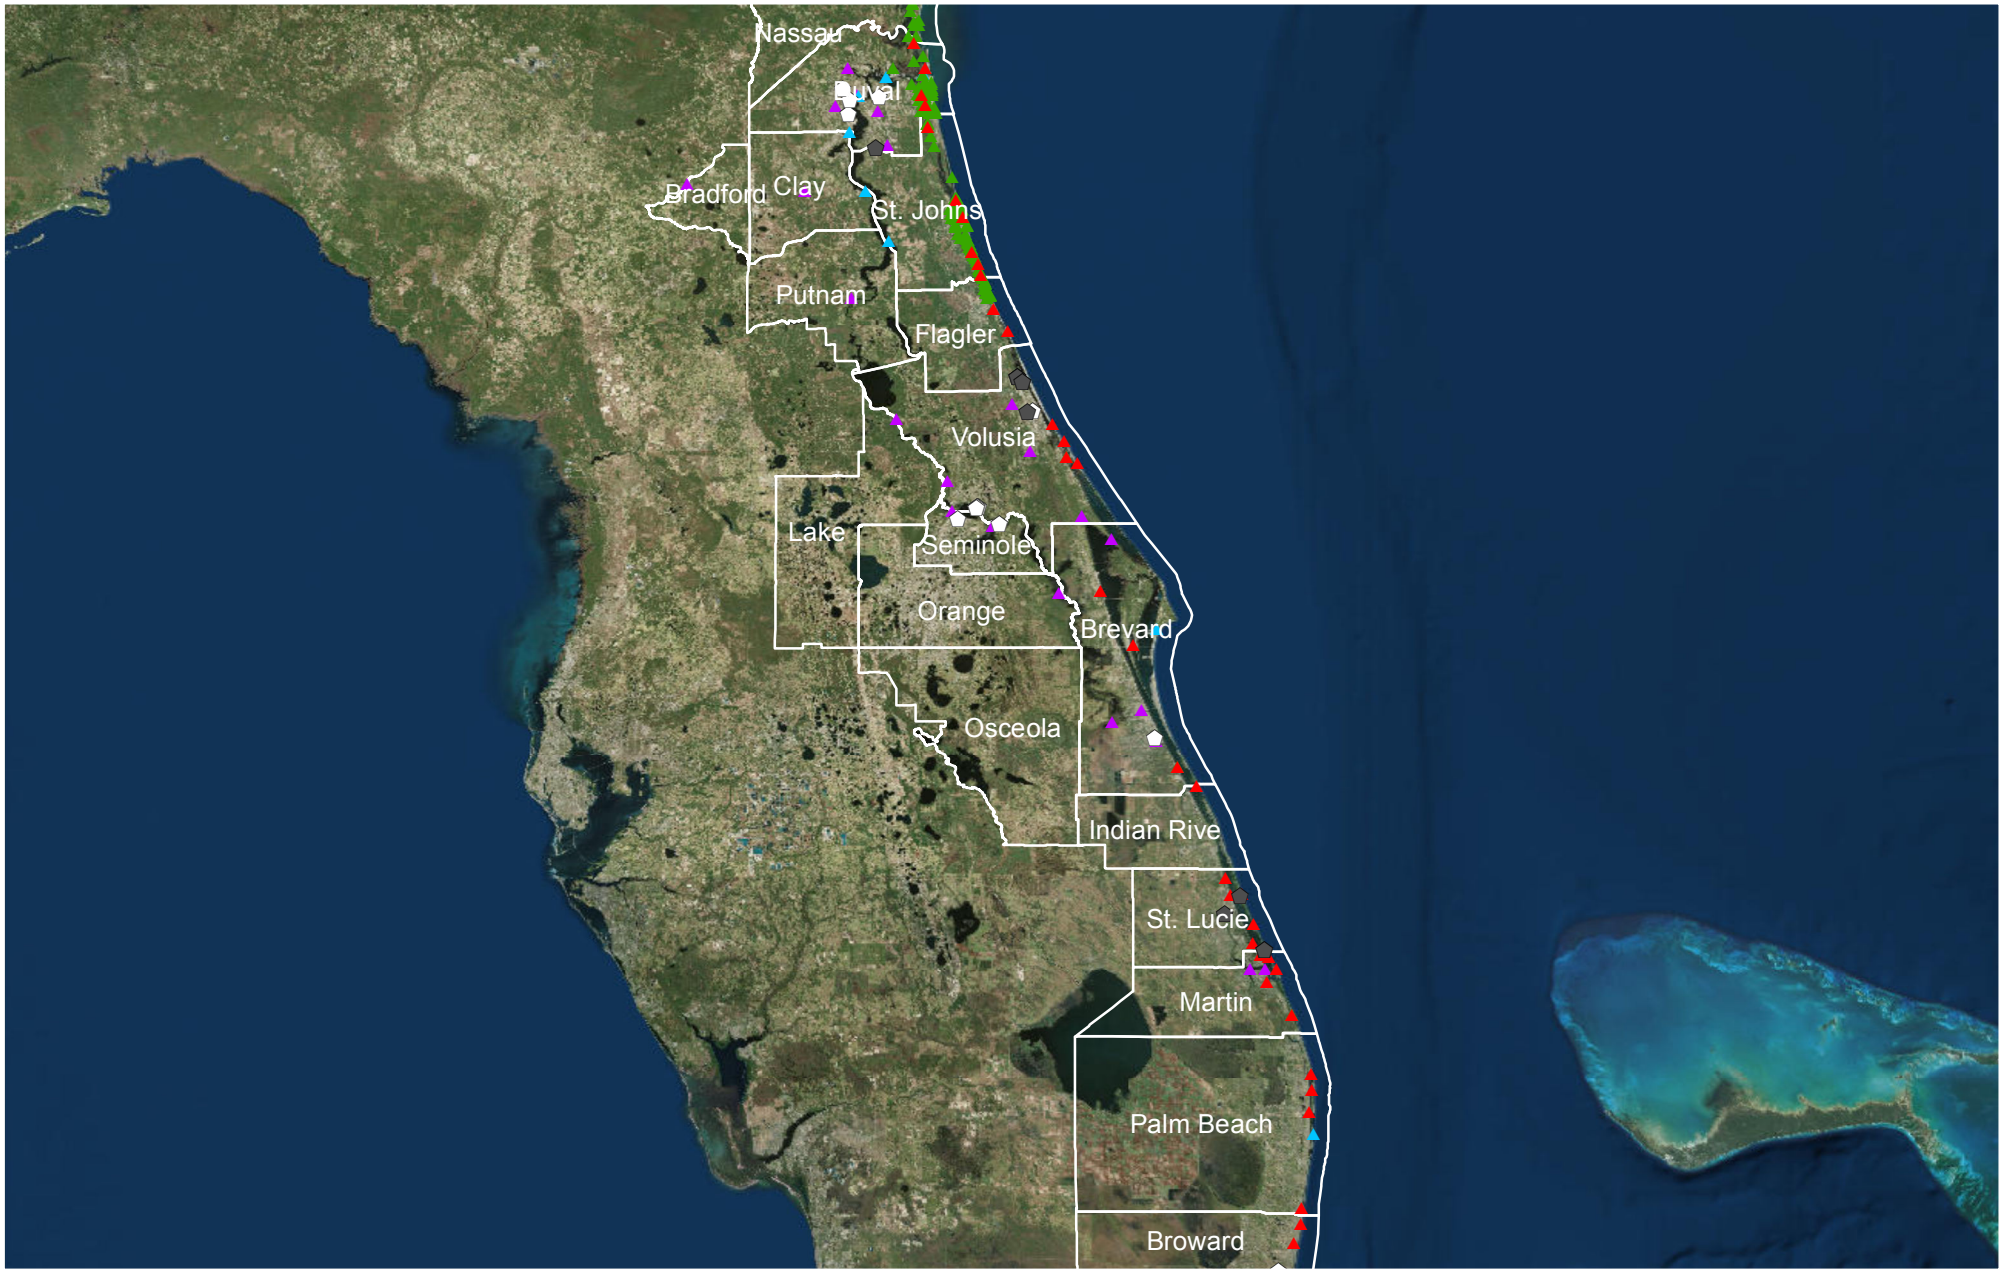 Nassau
Duval
Bradford
Clay
St. Johns
Putnam
Flagler
Volusia
Lake
Seminole
Orange
Brevard
Osceola
Indian Rive
St. Lucie
Martin
Palm Beach
Broward